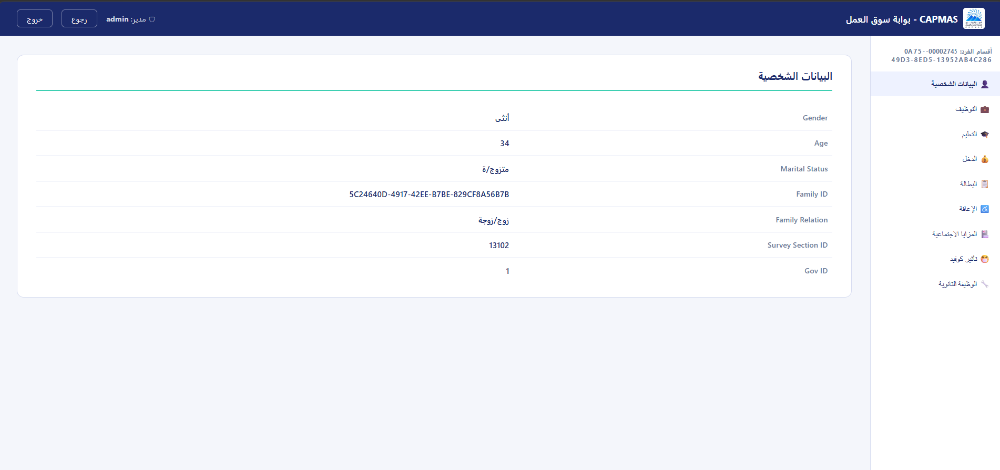 CAPMAS - بوابة سوق العمل
مدير: admin
رجوع
خروج
أقسام الفرد: 00002745--0A75
49D3-8ED5-13952AB4C286
البيانات الشخصية
التوظيف
التعليم
الدخل
البطالة
الإعاقة
المزايا الاجتماعية
تأثير كوفيد
الوظيفة الثانوية
البيانات الشخصية
Gender أنثى
Age 34
Marital Status متزوج/ة
Family ID 5C24640D-4917-42EE-B7BE-829CF8A56B7B
Family Relation زوج/زوجة
Survey Section ID 13102
Gov ID 1